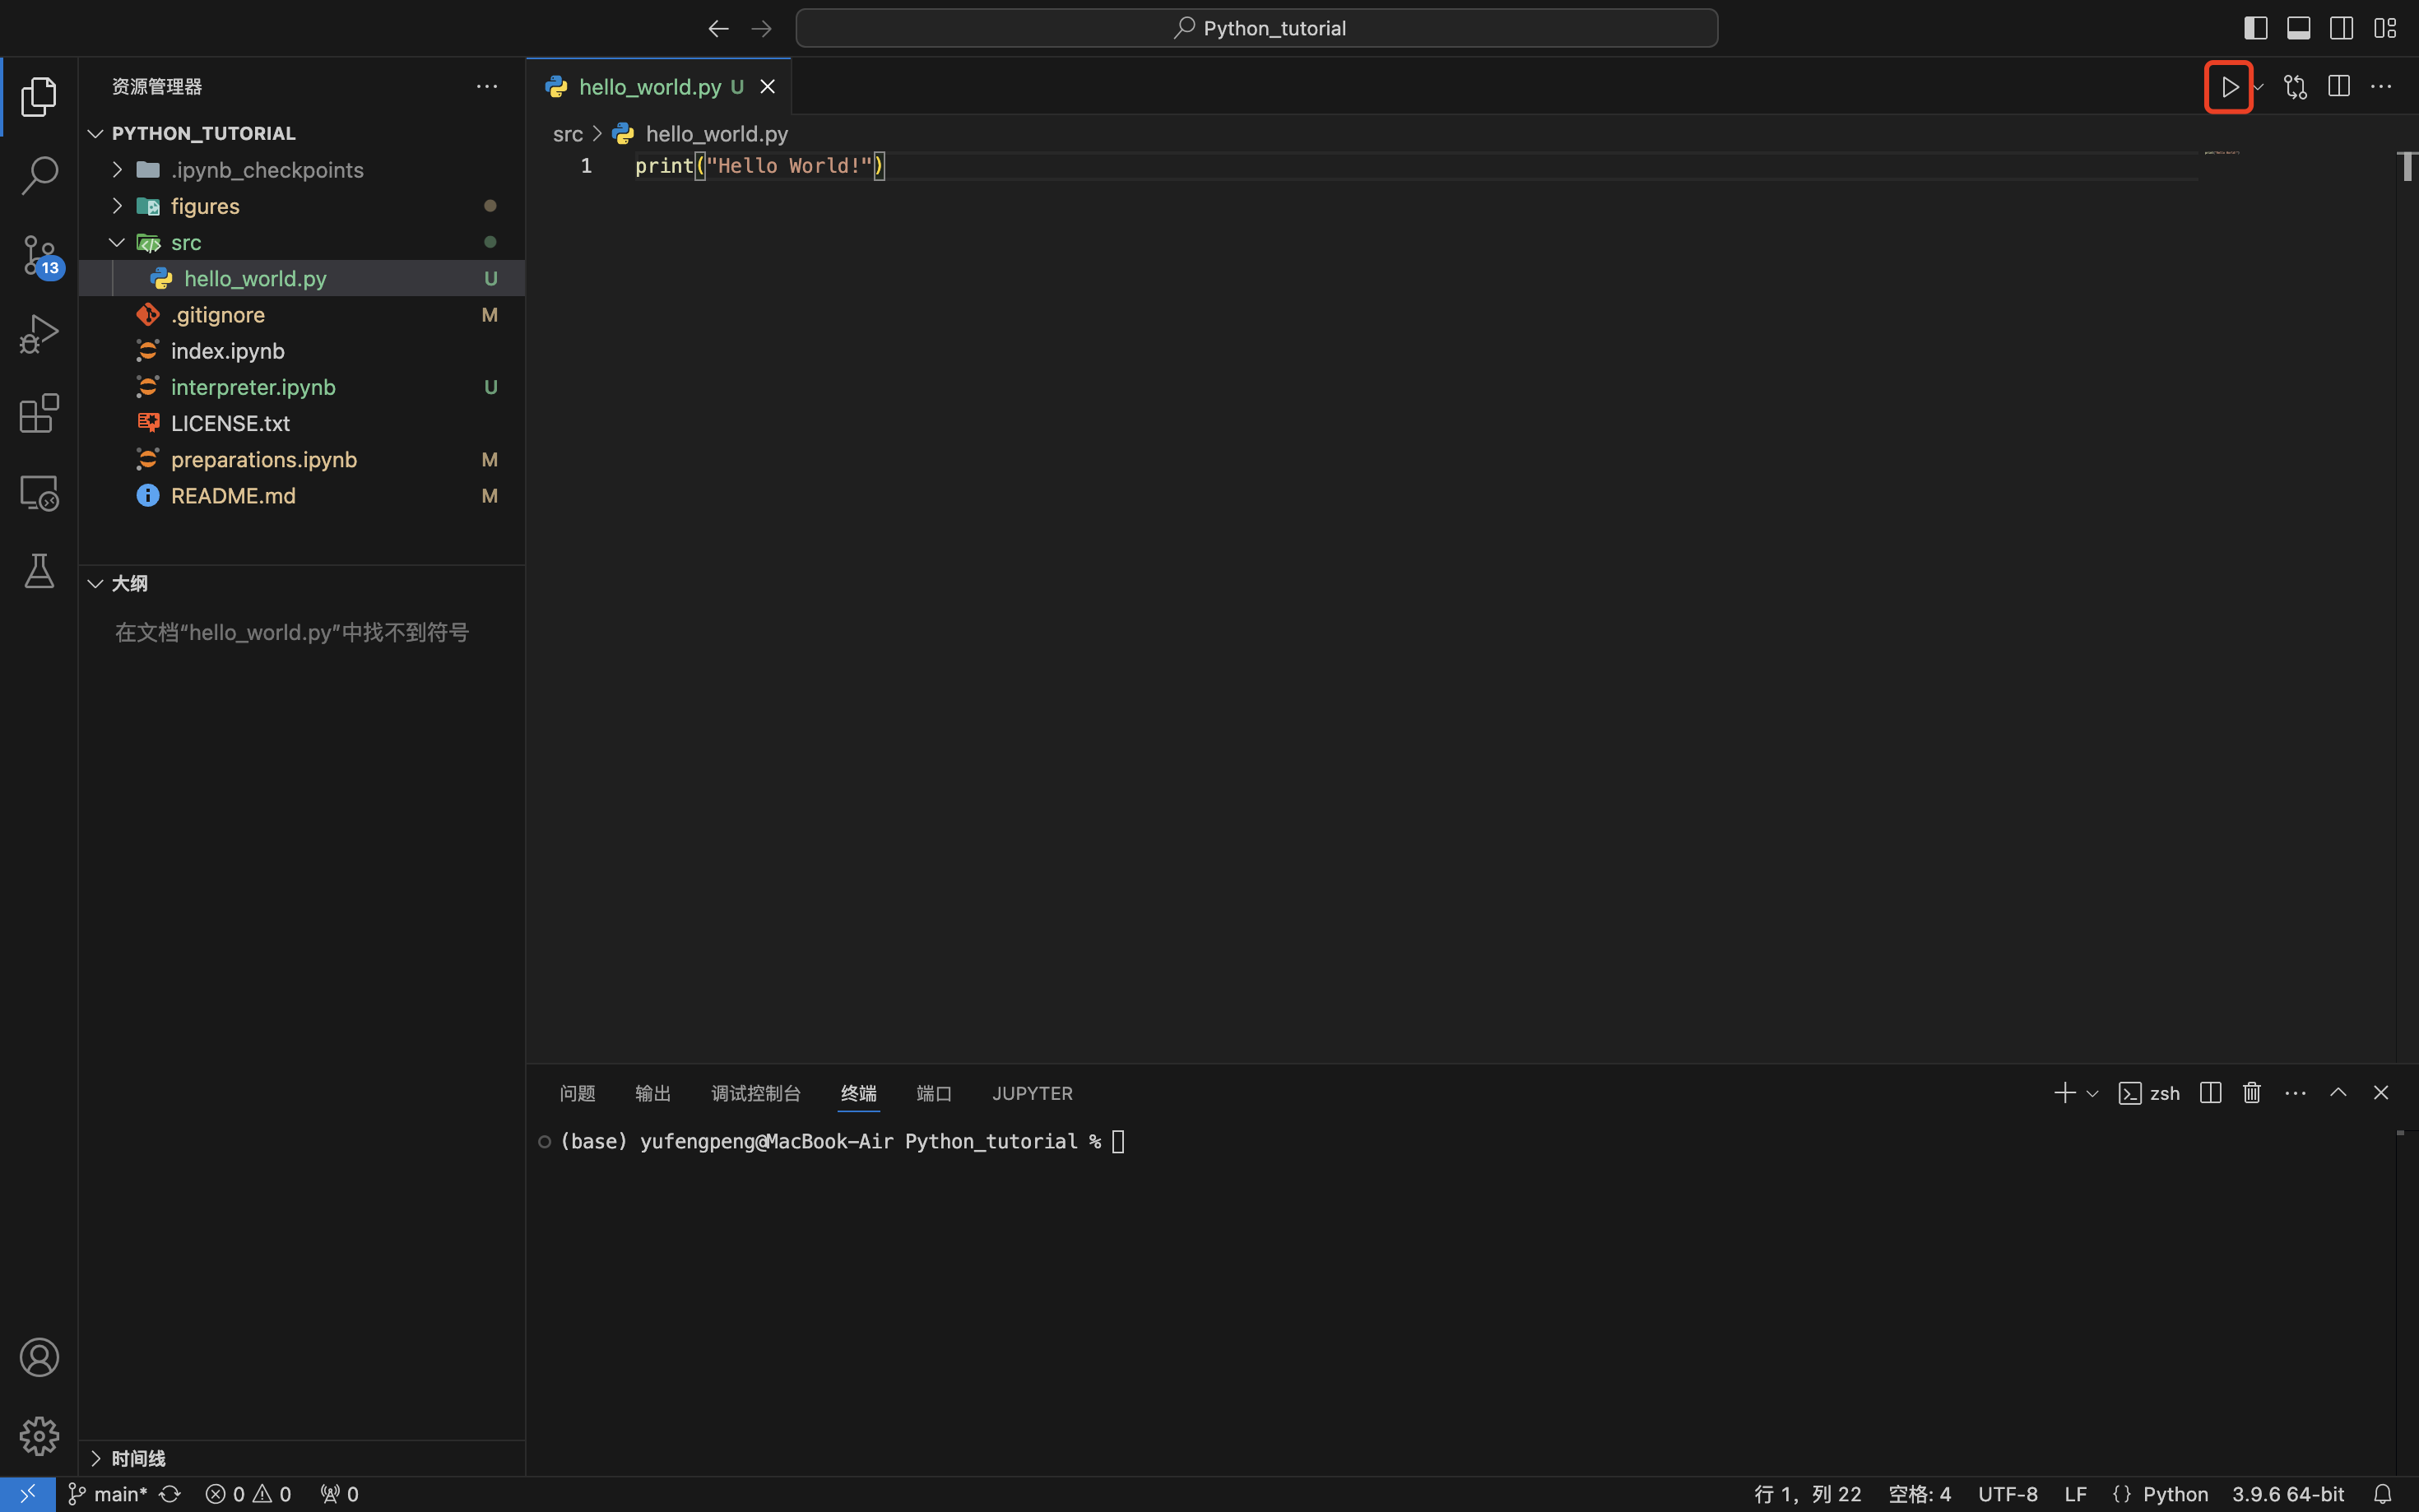 Python_tutorial
资源管理器
hello_world.py U
PYTHON_TUTORIAL
src hello_world.py
.ipynb_checkpoints
1 print("Hello World!")
figures
src
hello_world.py U
.gitignore M
index.ipynb
interpreter.ipynb U
LICENSE.txt
preparations.ipynb M
README.md M
13
大纲
在文档“hello_world.py”中找不到符号
问题 输出 调试控制台 终端 端口 JUPYTER zsh
(base) yufengpeng@MacBook-Air Python_tutorial %
时间线
main* 0 0 0 行 1，列 22 空格: 4 UTF-8 LF {} Python 3.9.6 64-bit